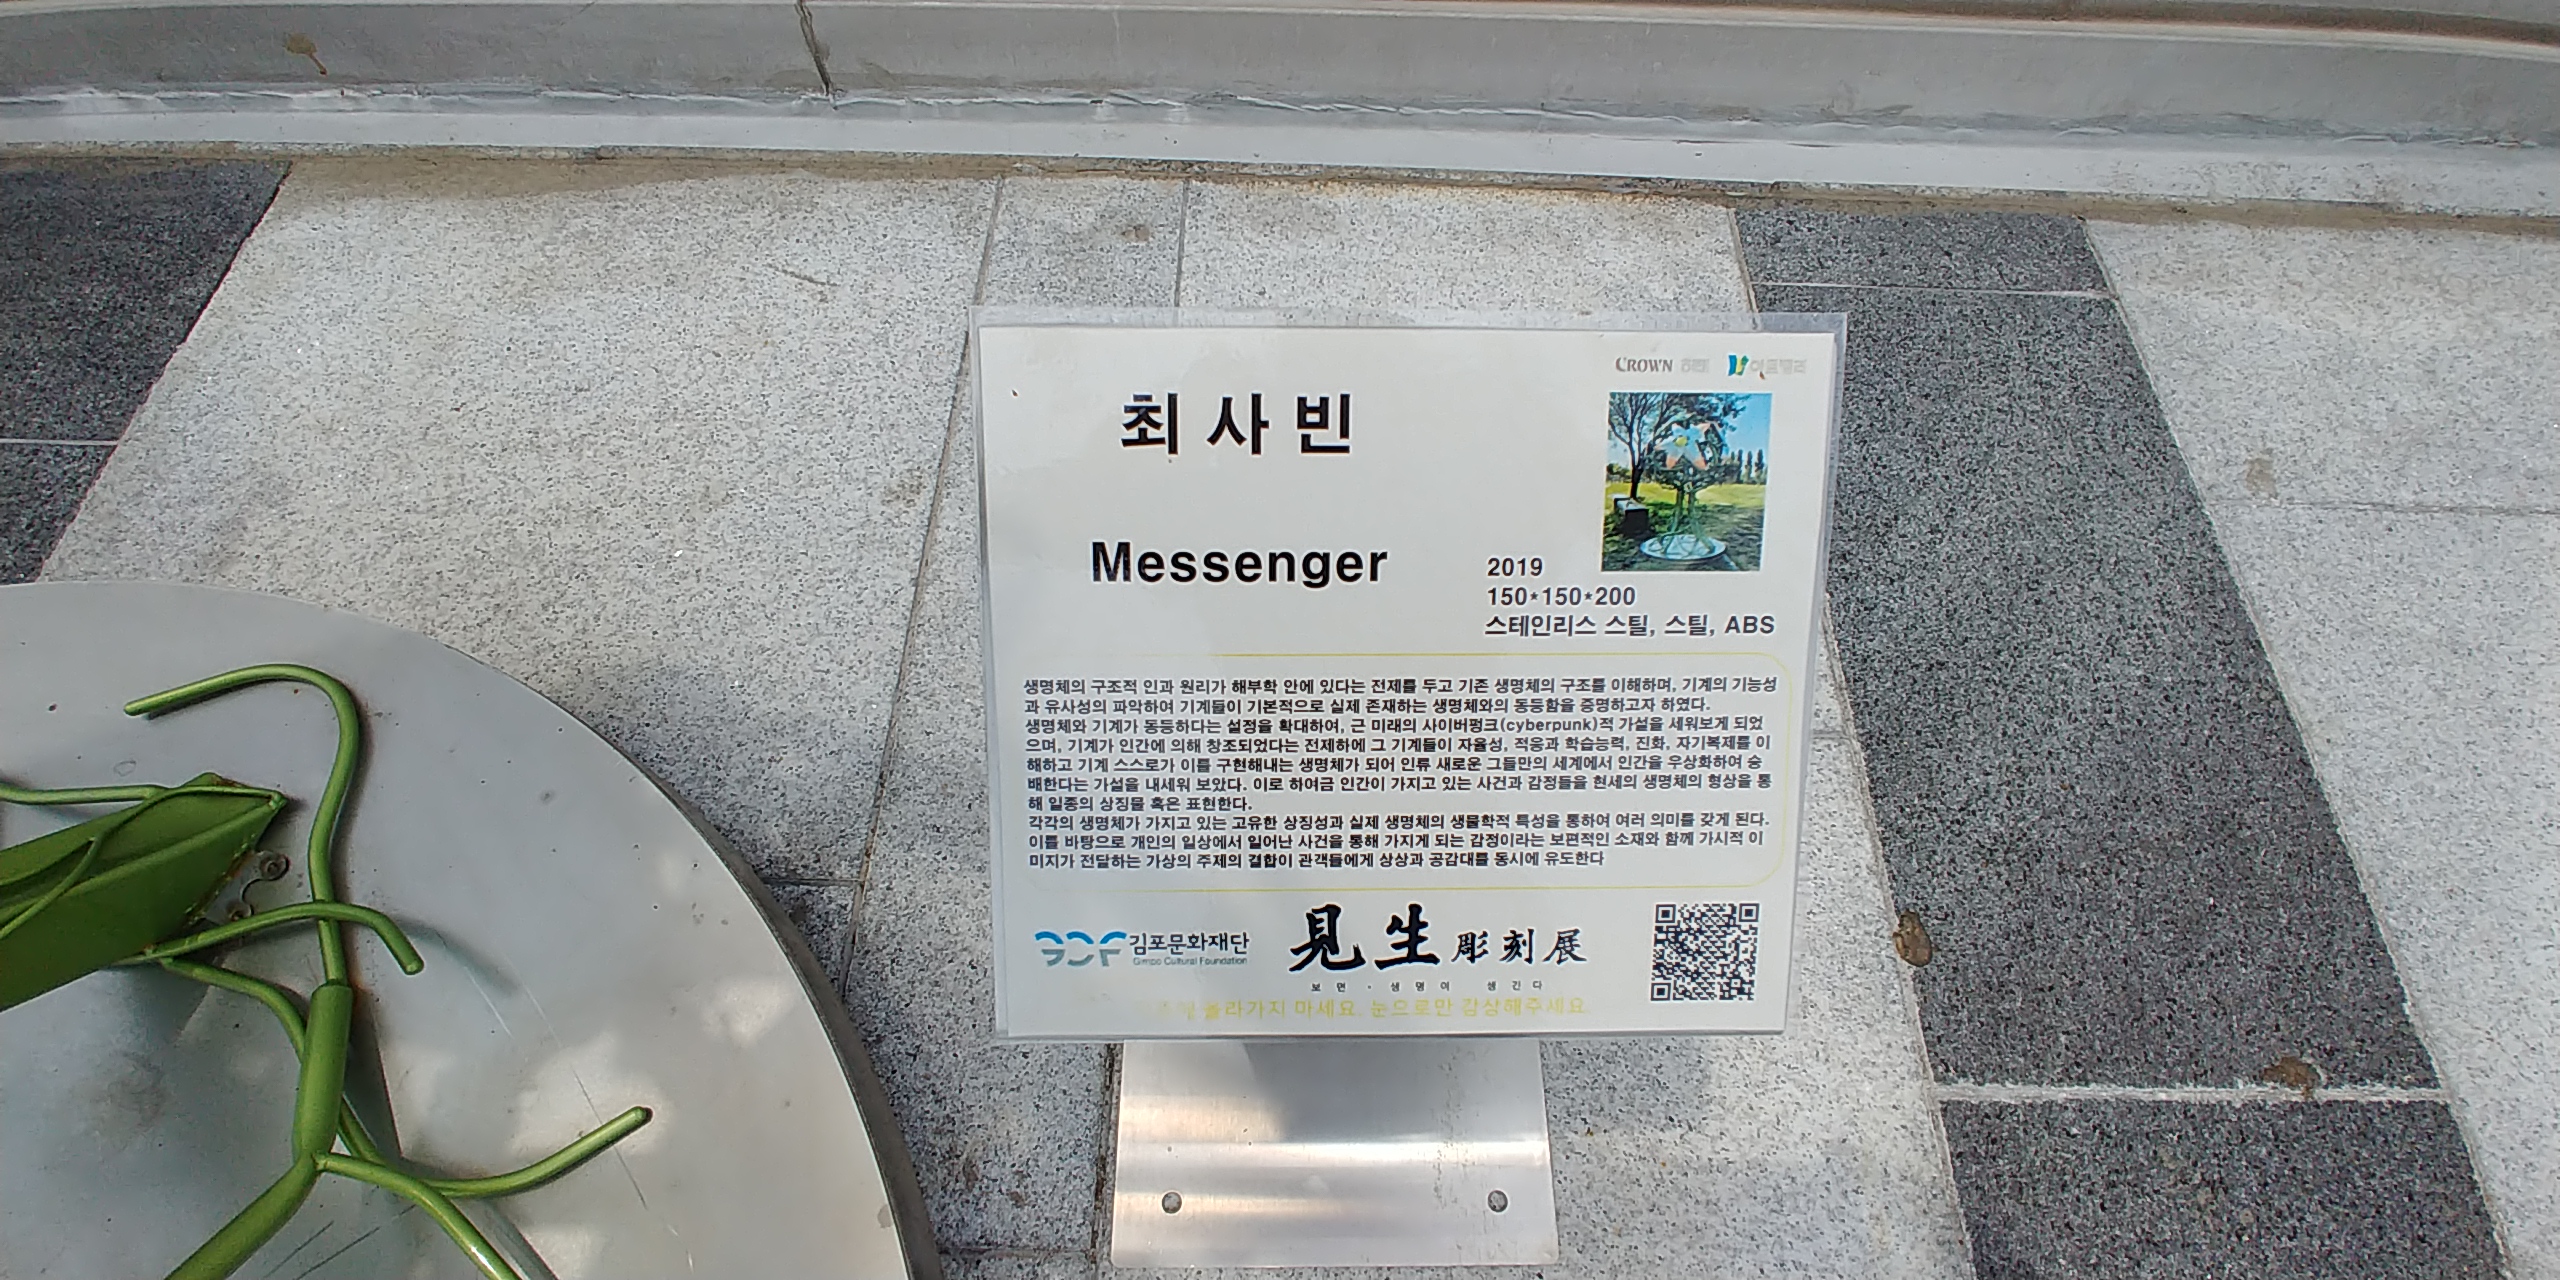 CROWN 해태
최사빈
Messenger
2019
150*150*200
스테인리스 스틸, 스틸, ABS
생명체의 구조적 인과 원리가 해부학 안에 있다는 전제를 두고 기존 생명체의 구조를 이해하며, 기계의 기능성
과 유사성의 파악하여 기계들이 기본적으로 실제 존재하는 생명체와의 동등함을 증명하고자 하였다.
생명체와 기계가 동등하다는 설정을 확대하여, 근 미래의 사이버펑크(cyberpunk)적 가설을 세워보게 되었
으며, 기계가 인간에 의해 창조되었다는 전제하에 그 기계들이 자율성, 적응과 학습능력, 진화, 자기복제를 이
해하고 기계 스스로가 이를 구현해내는 생명체가 되어 인류 새로운 그들만의 세계에서 인간을 우상화하여 숭
배한다는 가설을 내세워 보았다. 이로 하여금 인간이 가지고 있는 사건과 감정들을 현세의 생명체의 형상을 통
해 일종의 상징물 혹은 표현한다.
각각의 생명체가 가지고 있는 고유한 상징성과 실제 생명체의 생물학적 특성을 통하여 여러 의미를 갖게 된다.
이를 바탕으로 개인의 일상에서 일어난 사건을 통해 가지게 되는 감정이라는 보편적인 소재와 함께 가시적 이
미지가 전달하는 가상의 주제의 결합이 관객들에게 상상과 공감대를 동시에 유도한다
GCF 김포문화재단
Gimpo Cultural Foundation
見生彫刻展
보면 · 생명이 생긴다
올라가지 마세요. 눈으로만 감상해주세요.